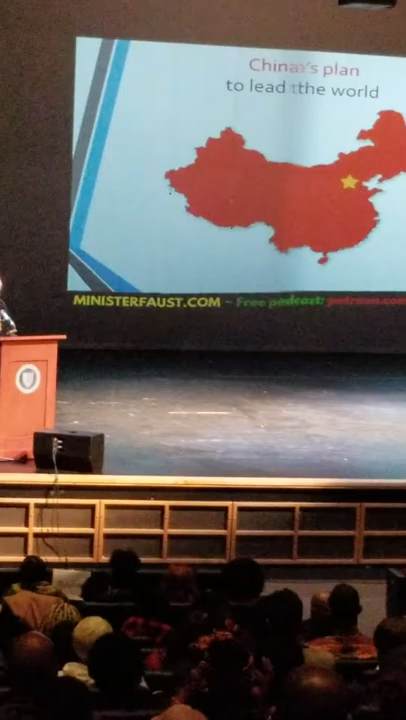 China's plan
to lead the world
MINISTERFAUST.COM ~ Free podcast: patreon.com